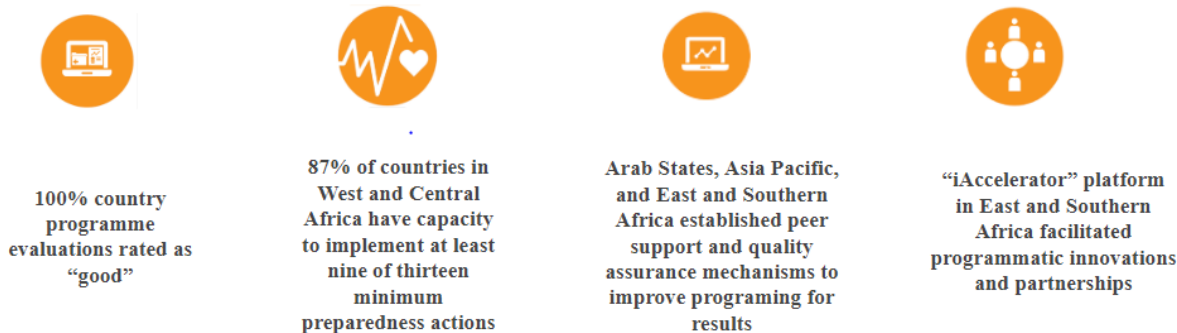 100% country
programme
evaluations rated as
“good”
87% of countries in
West and Central
Africa have capacity
to implement at least
nine of thirteen
minimum
preparedness actions
Arab States, Asia Pacific,
and East and Southern
Africa established peer
support and quality
assurance mechanisms to
improve programing for
results
“iAccelerator” platform
in East and Southern
Africa facilitated
programmatic innovations
and partnerships